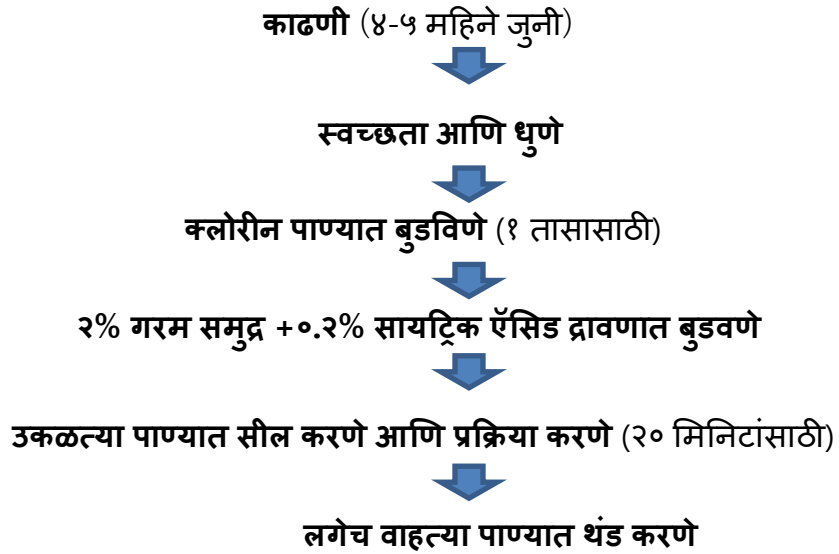 काढणी (४-५ महिने जुनी)
स्वच्छता आणि धुणे
क्लोरीन पाण्यात बुडविणे (१ तासासाठी)
२% गरम समुद्र +०.२% सायट्रिक ऍसिड द्रावणात बुडवणे
उकळत्या पाण्यात सील करणे आणि प्रक्रिया करणे (२० मिनिटांसाठी)
लगेच वाहत्या पाण्यात थंड करणे